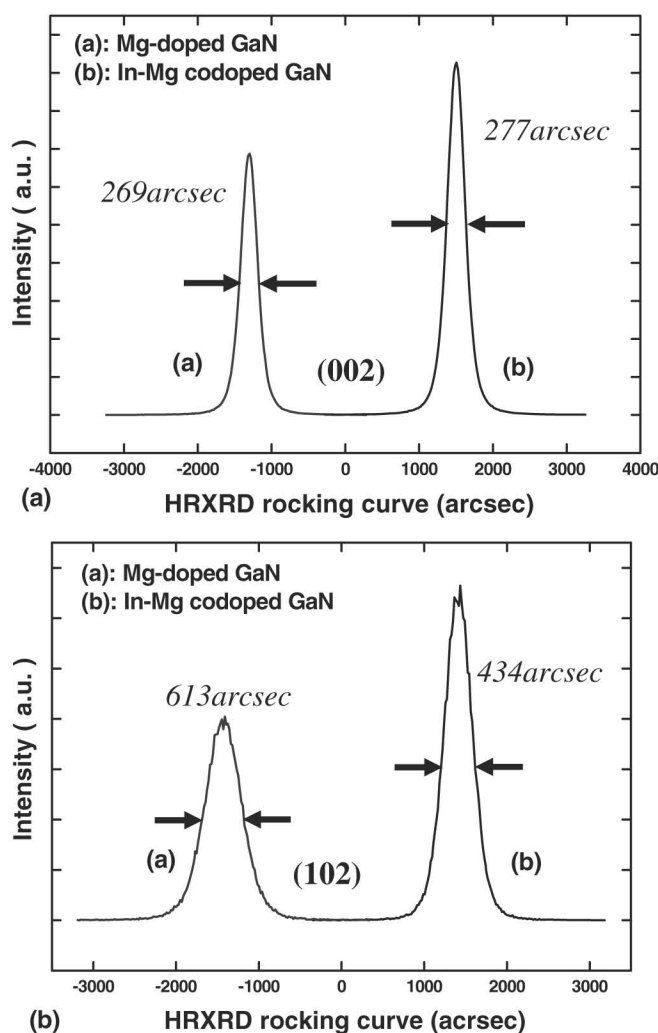 (a): Mg-doped GaN
(b): In-Mg codoped GaN
277arcsec
269arcsec
Intensity ( a.u. )
(a)
(002)
(b)
-4000 -3000 -2000 -1000 0 1000 2000 3000 4000
(a)
HRXRD rocking curve (arcsec)
(a): Mg-doped GaN
(b): In-Mg codoped GaN
613arcsec
434arcsec
Intensity ( a.u. )
(a)
(102)
(b)
-3000 -2000 -1000 0 1000 2000 3000
(b)
HRXRD rocking curve (acrsec)